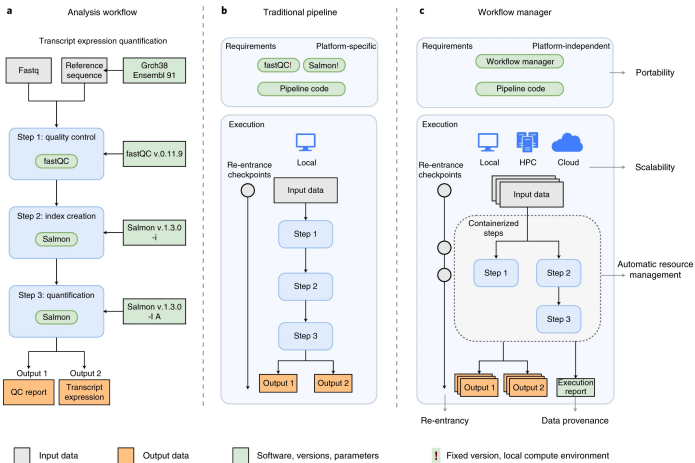 a
Analysis workflow
Transcript expression quantification
Fastq
Reference
sequence
Grch38
Ensembl 91
Step 1: quality control
fastQC
fastQC v.0.11.9
Step 2: index creation
Salmon
Salmon v.1.3.0
-i
Step 3: quantification
Salmon
Salmon v.1.3.0
-l A
Output 1
Output 2
QC report
Transcript
expression
b
Traditional pipeline
Requirements
Platform-specific
fastQC!
Salmon!
Pipeline code
Execution
Local
Re-entrance
checkpoints
Input data
Step 1
Step 2
Step 3
Output 1
Output 2
c
Workflow manager
Requirements
Platform-independent
Workflow manager
Pipeline code
Portability
Execution
Local
HPC
Cloud
Scalability
Re-entrance
checkpoints
Input data
Containerized
steps
Step 1
Step 2
Step 3
Automatic resource
management
Output 1
Output 2
Execution
report
Re-entrancy
Data provenance
Input data
Output data
Software, versions, parameters
! Fixed version, local compute environment